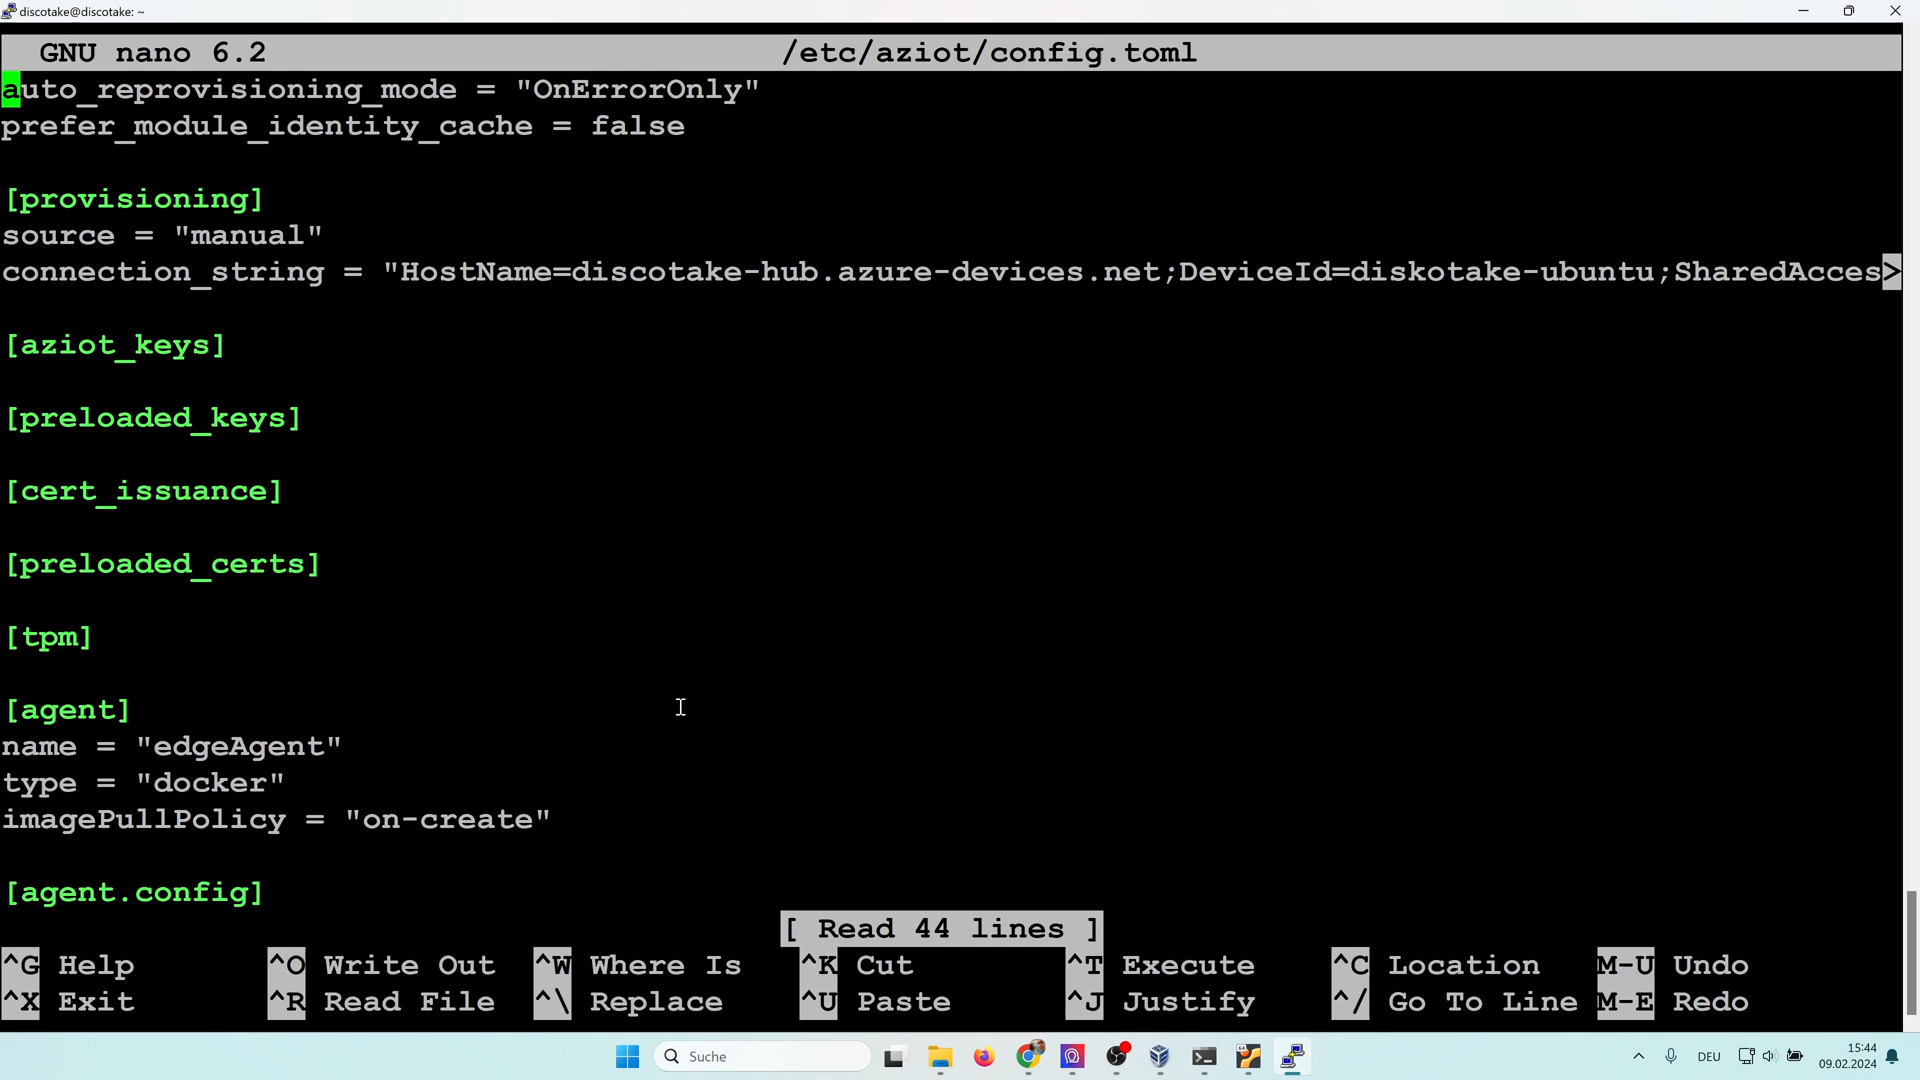 discotake@discotake: ~
GNU nano 6.2 /etc/aziot/config.toml
auto_reprovisioning_mode = "OnErrorOnly"
prefer_module_identity_cache = false
[provisioning]
source = "manual"
connection_string = "HostName=discotake-hub.azure-devices.net;DeviceId=diskotake-ubuntu;SharedAcces>
[aziot_keys]
[preloaded_keys]
[cert_issuance]
[preloaded_certs]
[tpm]
[agent]
name = "edgeAgent"
type = "docker"
imagePullPolicy = "on-create"
[agent.config]
[ Read 44 lines ]
^G Help ^O Write Out ^W Where Is ^K Cut ^T Execute ^C Location M-U Undo
^X Exit ^R Read File ^\ Replace ^U Paste ^J Justify ^/ Go To Line M-E Redo
Suche
DEU
15:44
09.02.2024